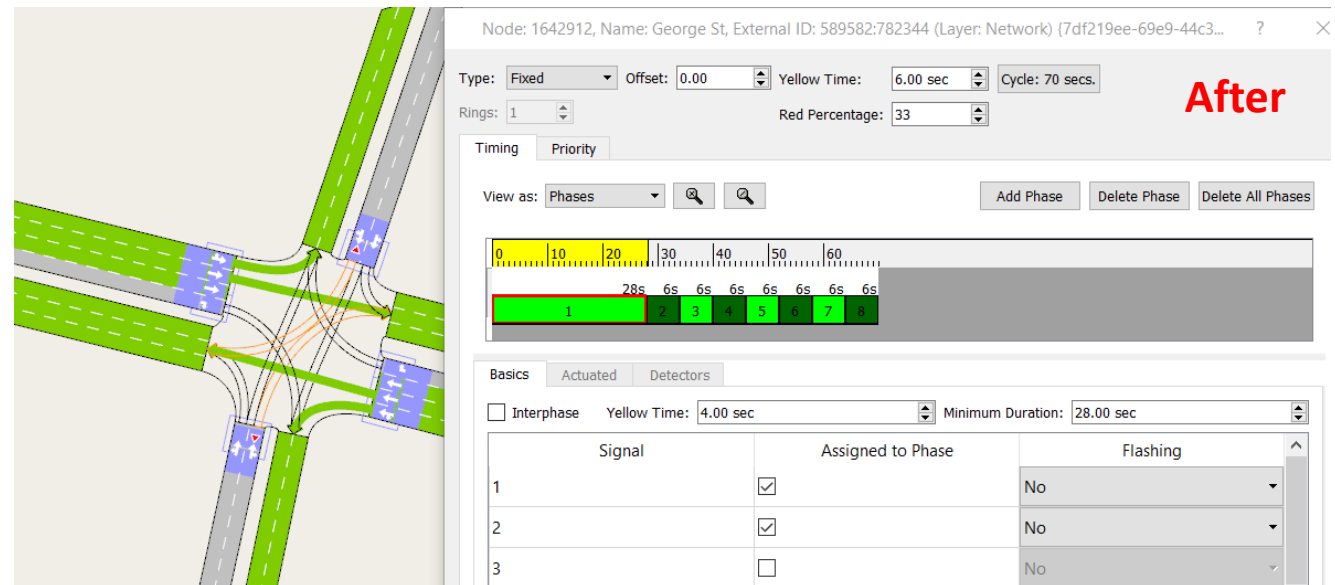 Node: 1642912, Name: George St, External ID: 589582:782344 (Layer: Network) {7df219ee-69e9-44c3... ?
Type: Fixed Offset: 0.00 Yellow Time: 6.00 sec Cycle: 70 secs.
After
Rings: 1 Red Percentage: 33
Timing Priority
View as: Phases Add Phase Delete Phase Delete All Phases
0 10 20 30 40 50 60
28s 6s 6s 6s 6s 6s 6s 6s
1 2 3 4 5 6 7 8
Basics Actuated Detectors
Interphase Yellow Time: 4.00 sec Minimum Duration: 28.00 sec
Signal Assigned to Phase Flashing
1 No
2 No
3 No